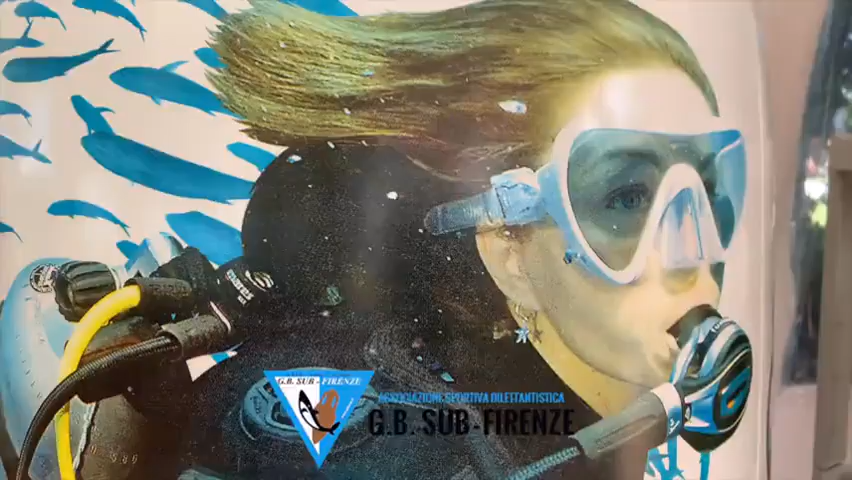 G.B. SUB - FIRENZE
ASSOCIAZIONE SPORTIVA DILETTANTISTICA
G.B. SUB - FIRENZE